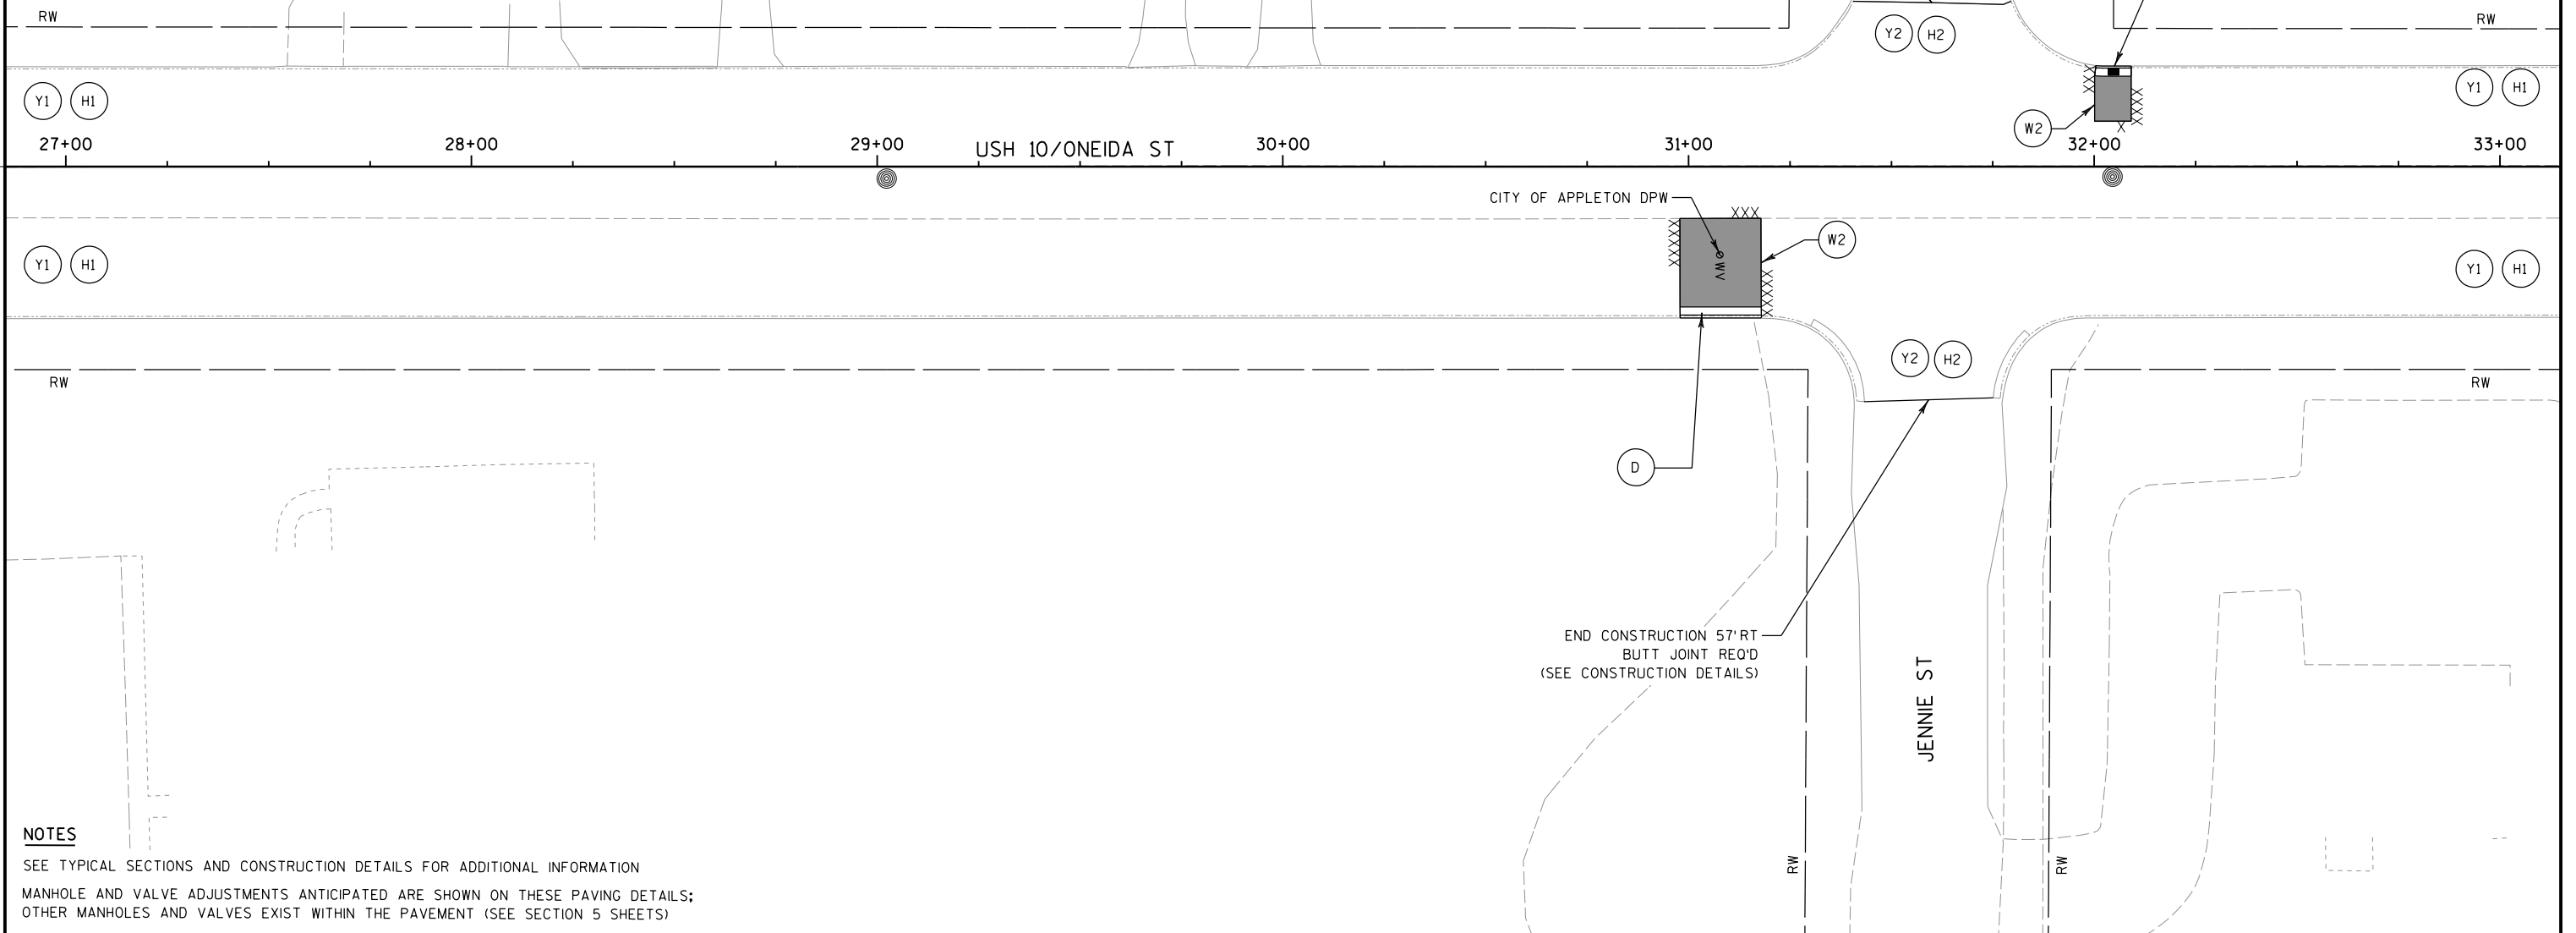 RW
RW
Y2 H2
Y1 H1
Y1 H1
W2
27+00 28+00 29+00 30+00 31+00 32+00 33+00
USH 10/ONEIDA ST
CITY OF APPLETON DPW
W2
WV
Y1 H1
Y1 H1
Y2 H2
RW
RW
D
END CONSTRUCTION 57' RT
BUTT JOINT REQ'D
(SEE CONSTRUCTION DETAILS)
JENNIE ST
RW
RW
NOTES
SEE TYPICAL SECTIONS AND CONSTRUCTION DETAILS FOR ADDITIONAL INFORMATION
MANHOLE AND VALVE ADJUSTMENTS ANTICIPATED ARE SHOWN ON THESE PAVING DETAILS;
OTHER MANHOLES AND VALVES EXIST WITHIN THE PAVEMENT (SEE SECTION 5 SHEETS)